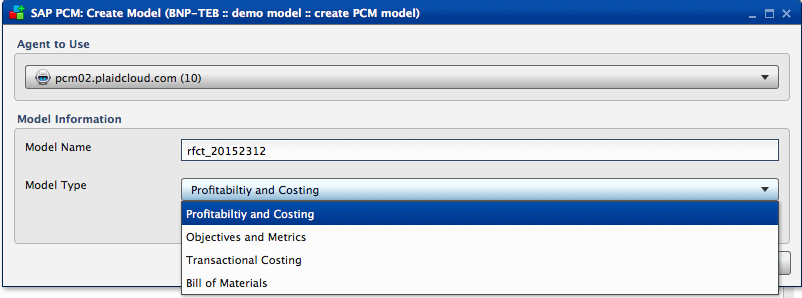 SAP PCM: Create Model (BNP-TEB :: demo model :: create PCM model)
Agent to Use
pcm02.plaidcloud.com (10)
Model Information
Model Name
rfct_20152312
Model Type
Profitabiltiy and Costing
Profitabiltiy and Costing
Objectives and Metrics
Transactional Costing
Bill of Materials